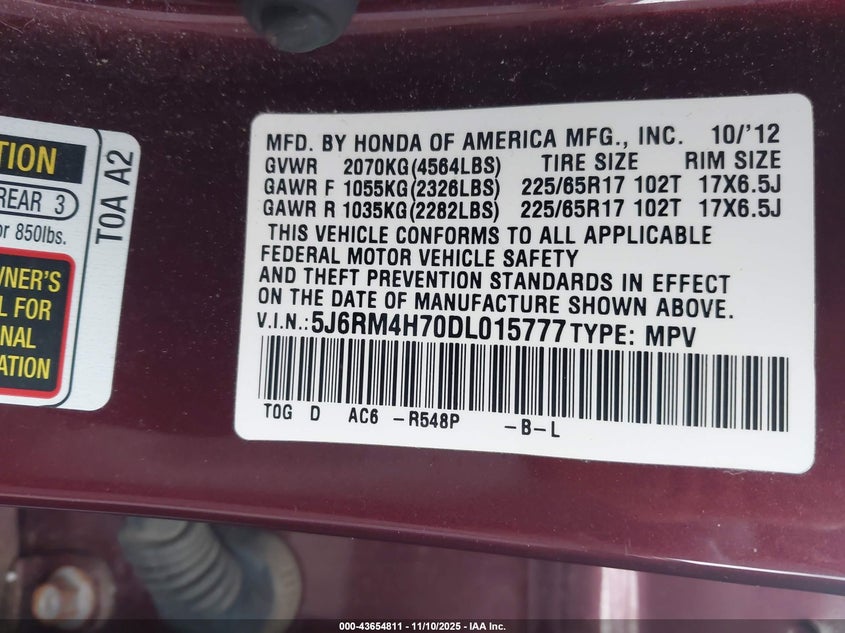 TION
REAR 3
or 850lbs.
WNER'S
L FOR
NAL
ATION
TOA A2
MFD. BY HONDA OF AMERICA MFG., INC. 10/'12
GVWR 2070KG(4564LBS) TIRE SIZE RIM SIZE
GAWR F 1055KG(2326LBS) 225/65R17 102T 17X6.5J
GAWR R 1035KG(2282LBS) 225/65R17 102T 17X6.5J
THIS VEHICLE CONFORMS TO ALL APPLICABLE
FEDERAL MOTOR VEHICLE SAFETY
AND THEFT PREVENTION STANDARDS IN EFFECT
ON THE DATE OF MANUFACTURE SHOWN ABOVE.
V.I.N.: 5J6RM4H70DL015777 TYPE: MPV
TOG D AC6 -R548P -B-L
000-43654811 - 11/10/2025 - IAA Inc.